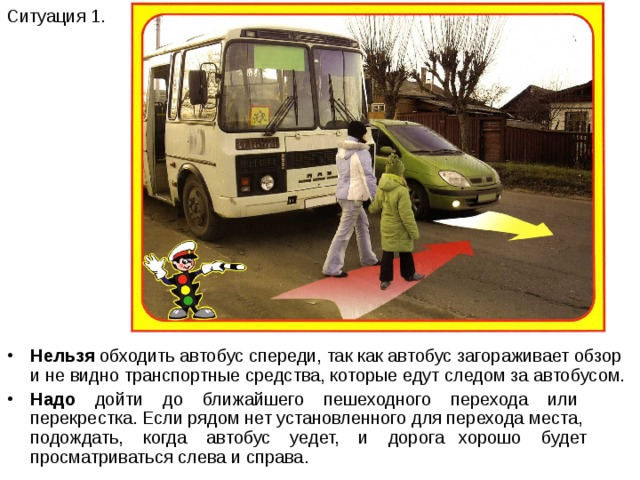 Ситуация 1.
П А З
• Нельзя обходить автобус спереди, так как автобус загораживает обзор
и не видно транспортные средства, которые едут следом за автобусом.
• Надо дойти до ближайшего пешеходного перехода или
перекрестка. Если рядом нет установленного для перехода места,
подождать, когда автобус уедет, и дорога хорошо будет
просматриваться слева и справа.